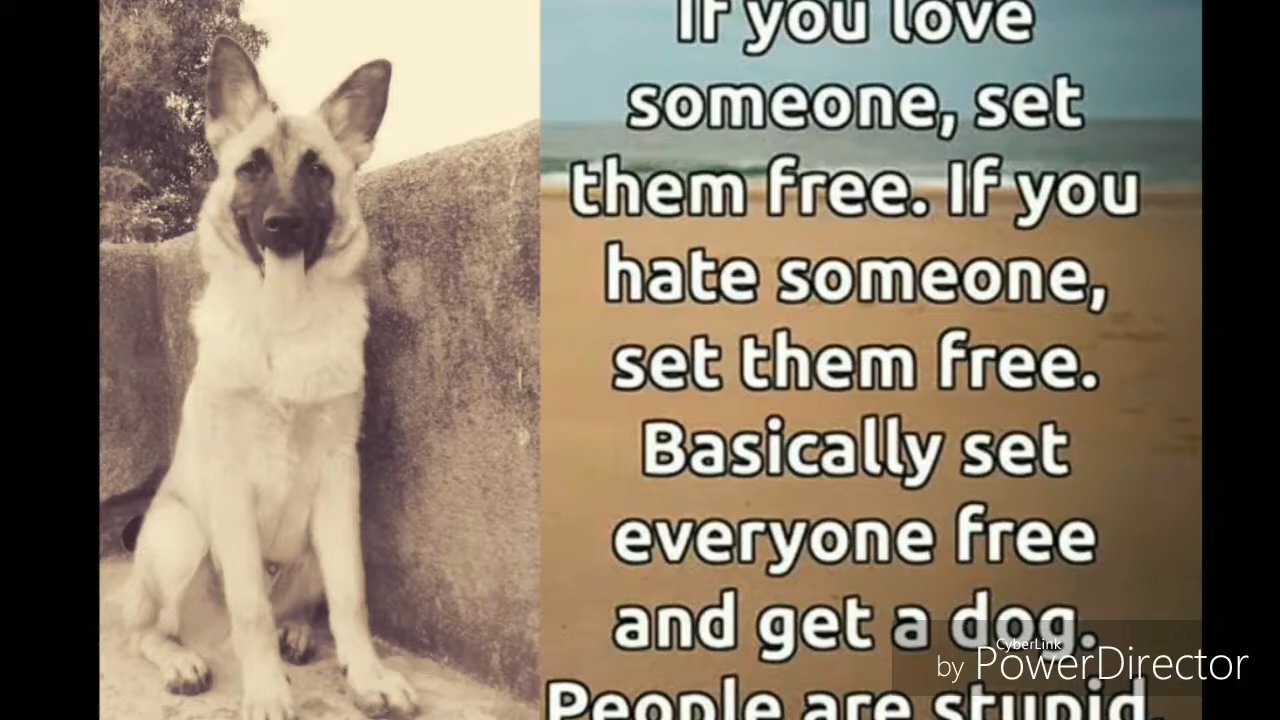 If you love
someone, set
them free. If you
hate someone,
set them free.
Basically set
everyone free
and get a dog.
People are stupid
CyberLink
by PowerDirector